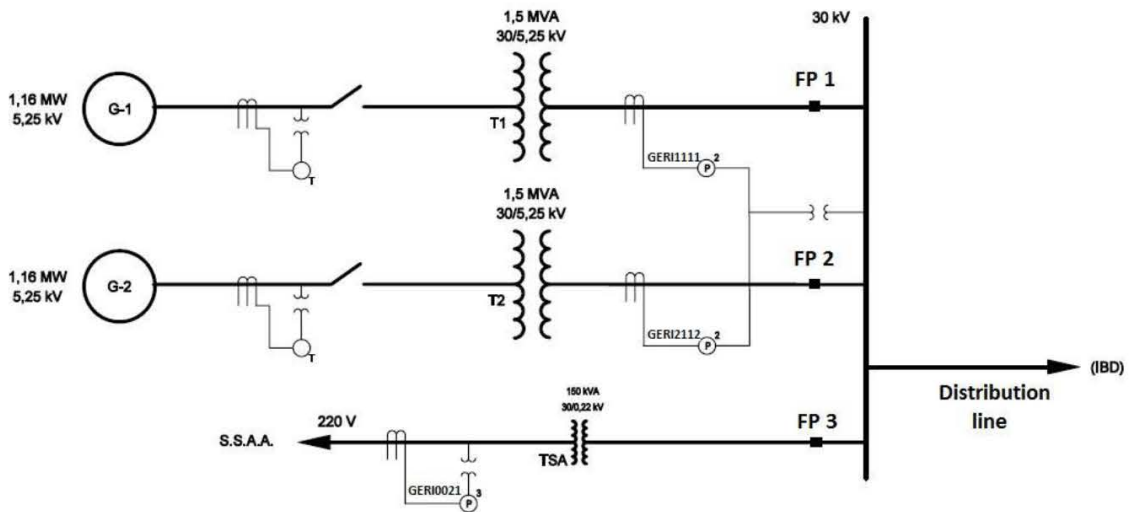 1,5 MVA
30/5,25 kV
30 kV
FP 1
1,16 MW
5,25 kV
G-1
T1
T
GERI1111
P
2
1,5 MVA
30/5,25 kV
FP 2
1,16 MW
5,25 kV
G-2
T2
T
GERI2112
P
2
(IBD)
Distribution
line
150 kVA
30/0,22 kV
FP 3
220 V
S.S.A.A.
TSA
GERI0021
P
3